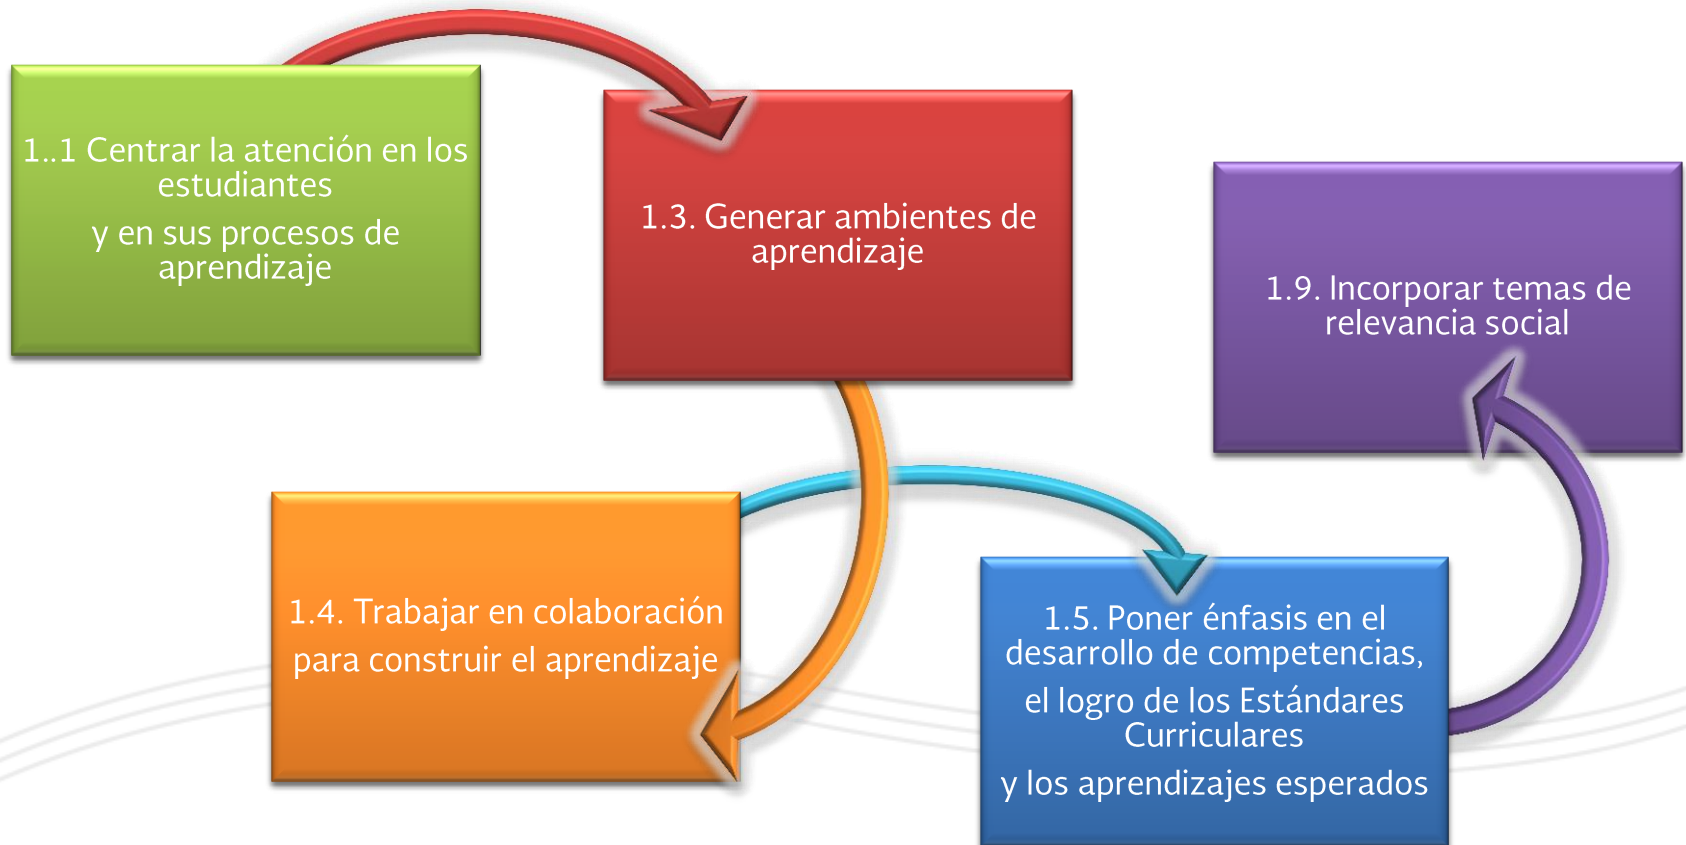 1..1 Centrar la atención en los
estudiantes
y en sus procesos de
aprendizaje
1.3. Generar ambientes de
aprendizaje
1.9. Incorporar temas de
relevancia social
1.4. Trabajar en colaboración
para construir el aprendizaje
1.5. Poner énfasis en el
desarrollo de competencias,
el logro de los Estándares
Curriculares
y los aprendizajes esperados